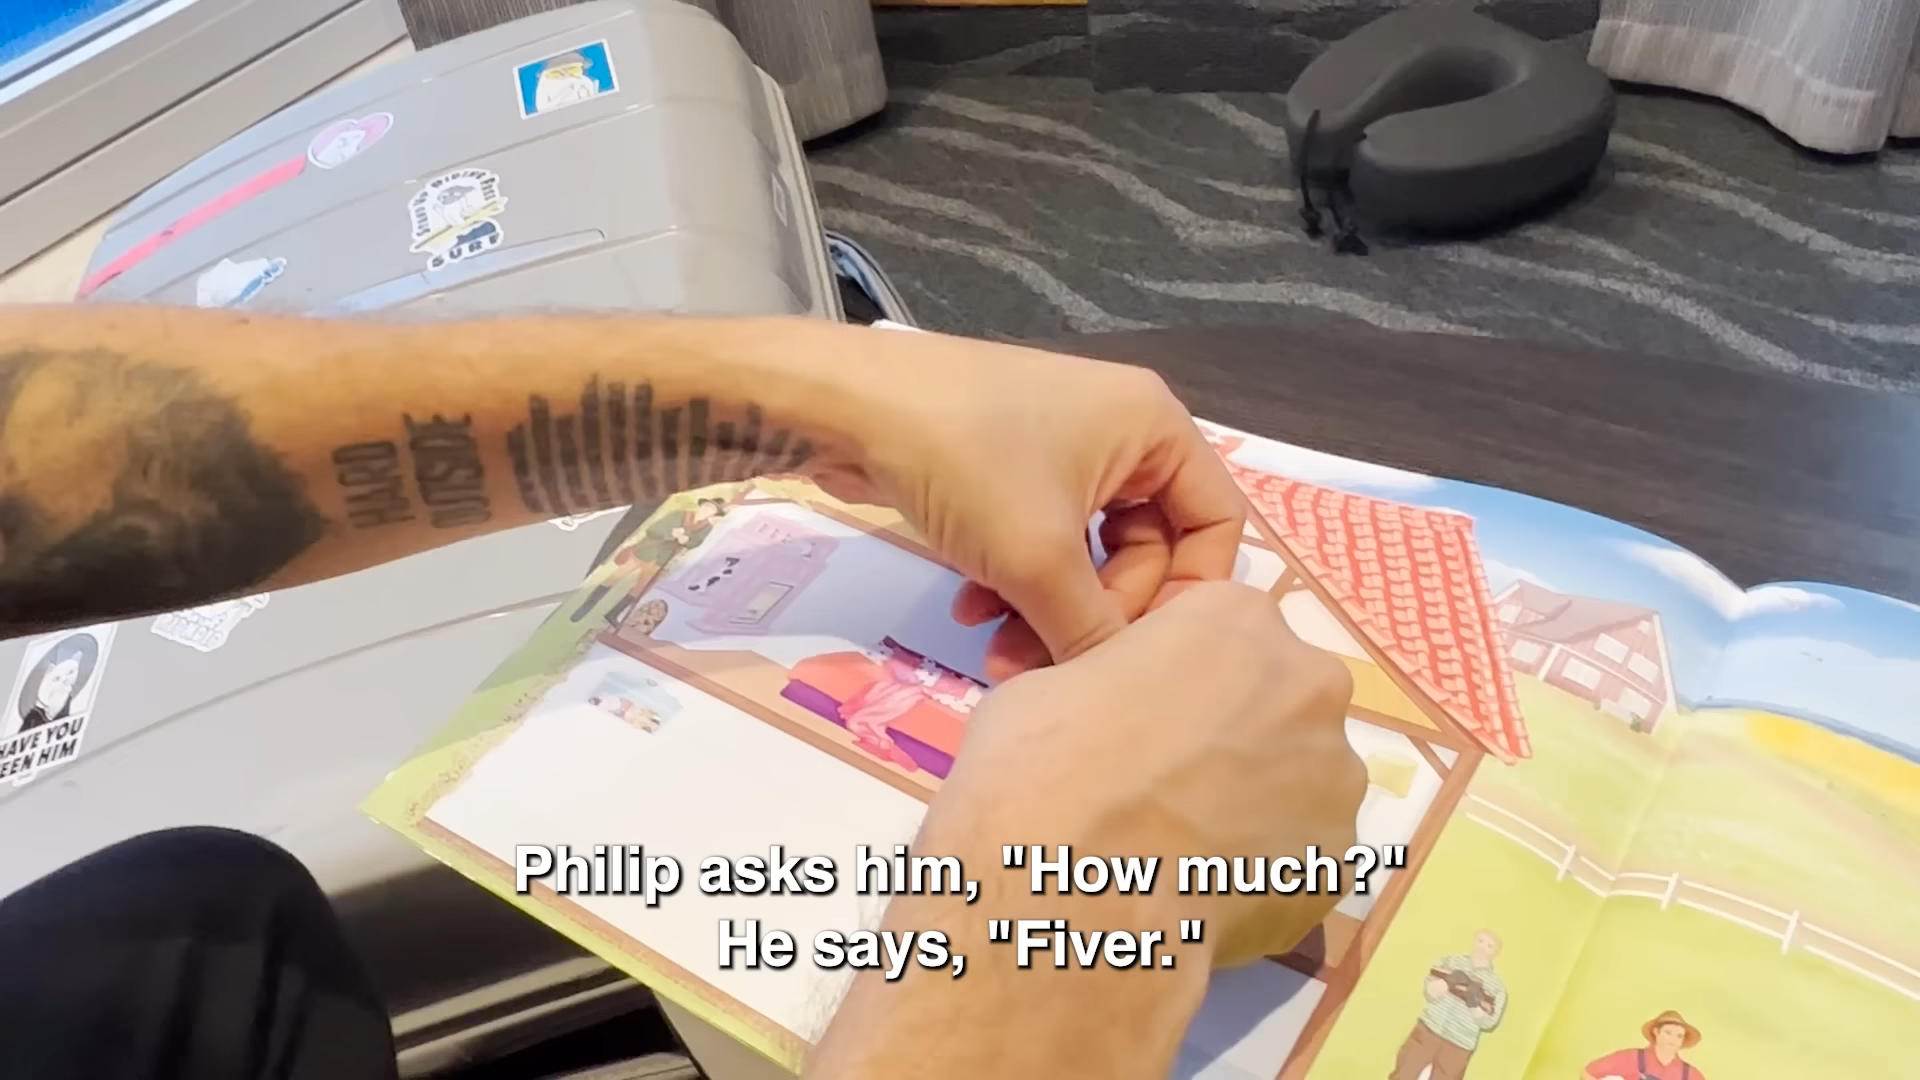 SURF
HARD
OUTSIDE
HAVE YOU
EEN HIM
Philip asks him, "How much?"
He says, "Fiver."